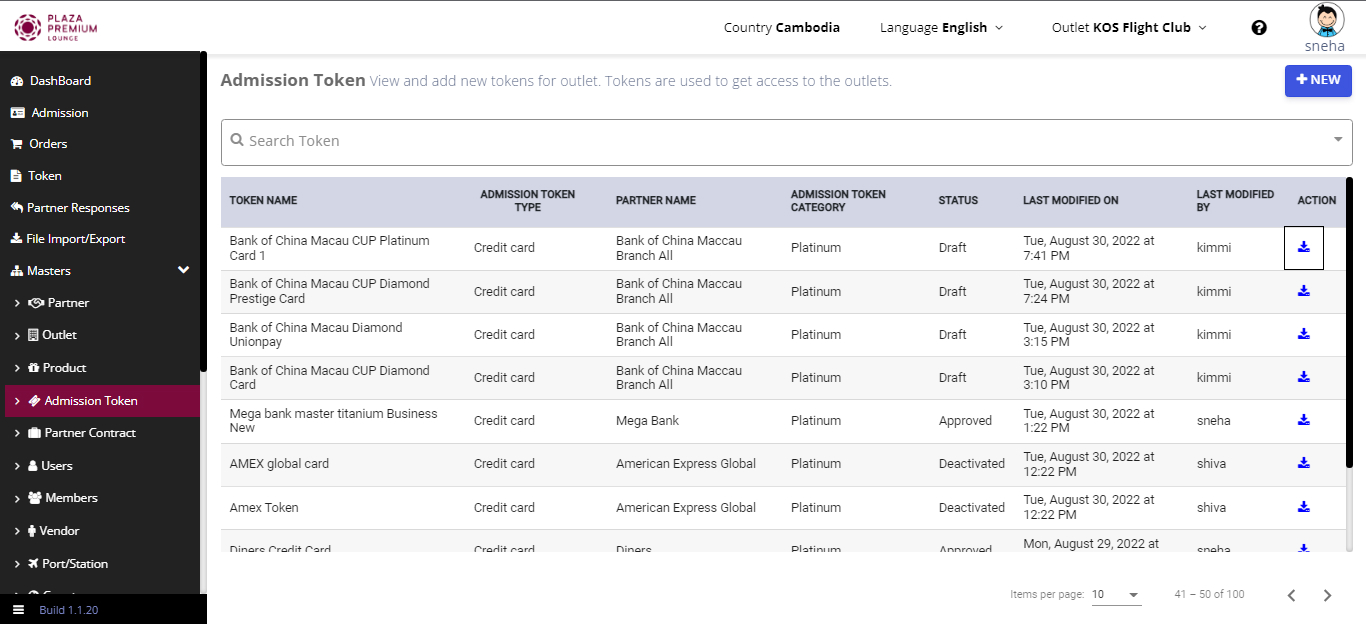 PLAZA
PREMIUM
LOUNGE
Country Cambodia
Language English
Outlet KOS Flight Club
sneha
DashBoard
Admission
Orders
Token
Partner Responses
File Import/Export
Masters
Partner
Outlet
Product
Admission Token
Partner Contract
Users
Members
Vendor
Port/Station
Build 1.1.20
Admission Token View and add new tokens for outlet. Tokens are used to get access to the outlets.
NEW
Search Token
TOKEN NAME
ADMISSION TOKEN
TYPE
PARTNER NAME
ADMISSION TOKEN
CATEGORY
STATUS
LAST MODIFIED ON
LAST MODIFIED
BY
ACTION
Bank of China Macau CUP Platinum
Card 1
Credit card
Bank of China Maccau
Branch All
Platinum
Draft
Tue, August 30, 2022 at
7:41 PM
kimmi
Bank of China Macau CUP Diamond
Prestige Card
Credit card
Bank of China Maccau
Branch All
Platinum
Draft
Tue, August 30, 2022 at
7:24 PM
kimmi
Bank of China Macau Diamond
Unionpay
Credit card
Bank of China Maccau
Branch All
Platinum
Draft
Tue, August 30, 2022 at
3:15 PM
kimmi
Bank of China Macau CUP Diamond
Card
Credit card
Bank of China Maccau
Branch All
Platinum
Draft
Tue, August 30, 2022 at
3:10 PM
kimmi
Mega bank master titanium Business
New
Credit card
Mega Bank
Platinum
Approved
Tue, August 30, 2022 at
1:22 PM
sneha
AMEX global card
Credit card
American Express Global
Platinum
Deactivated
Tue, August 30, 2022 at
12:22 PM
shiva
Amex Token
Credit card
American Express Global
Platinum
Deactivated
Tue, August 30, 2022 at
12:22 PM
shiva
Diners Credit Card
Credit card
Diners
Platinum
Approved
Mon, August 29, 2022 at
sneha
Items per page: 10
41 – 50 of 100